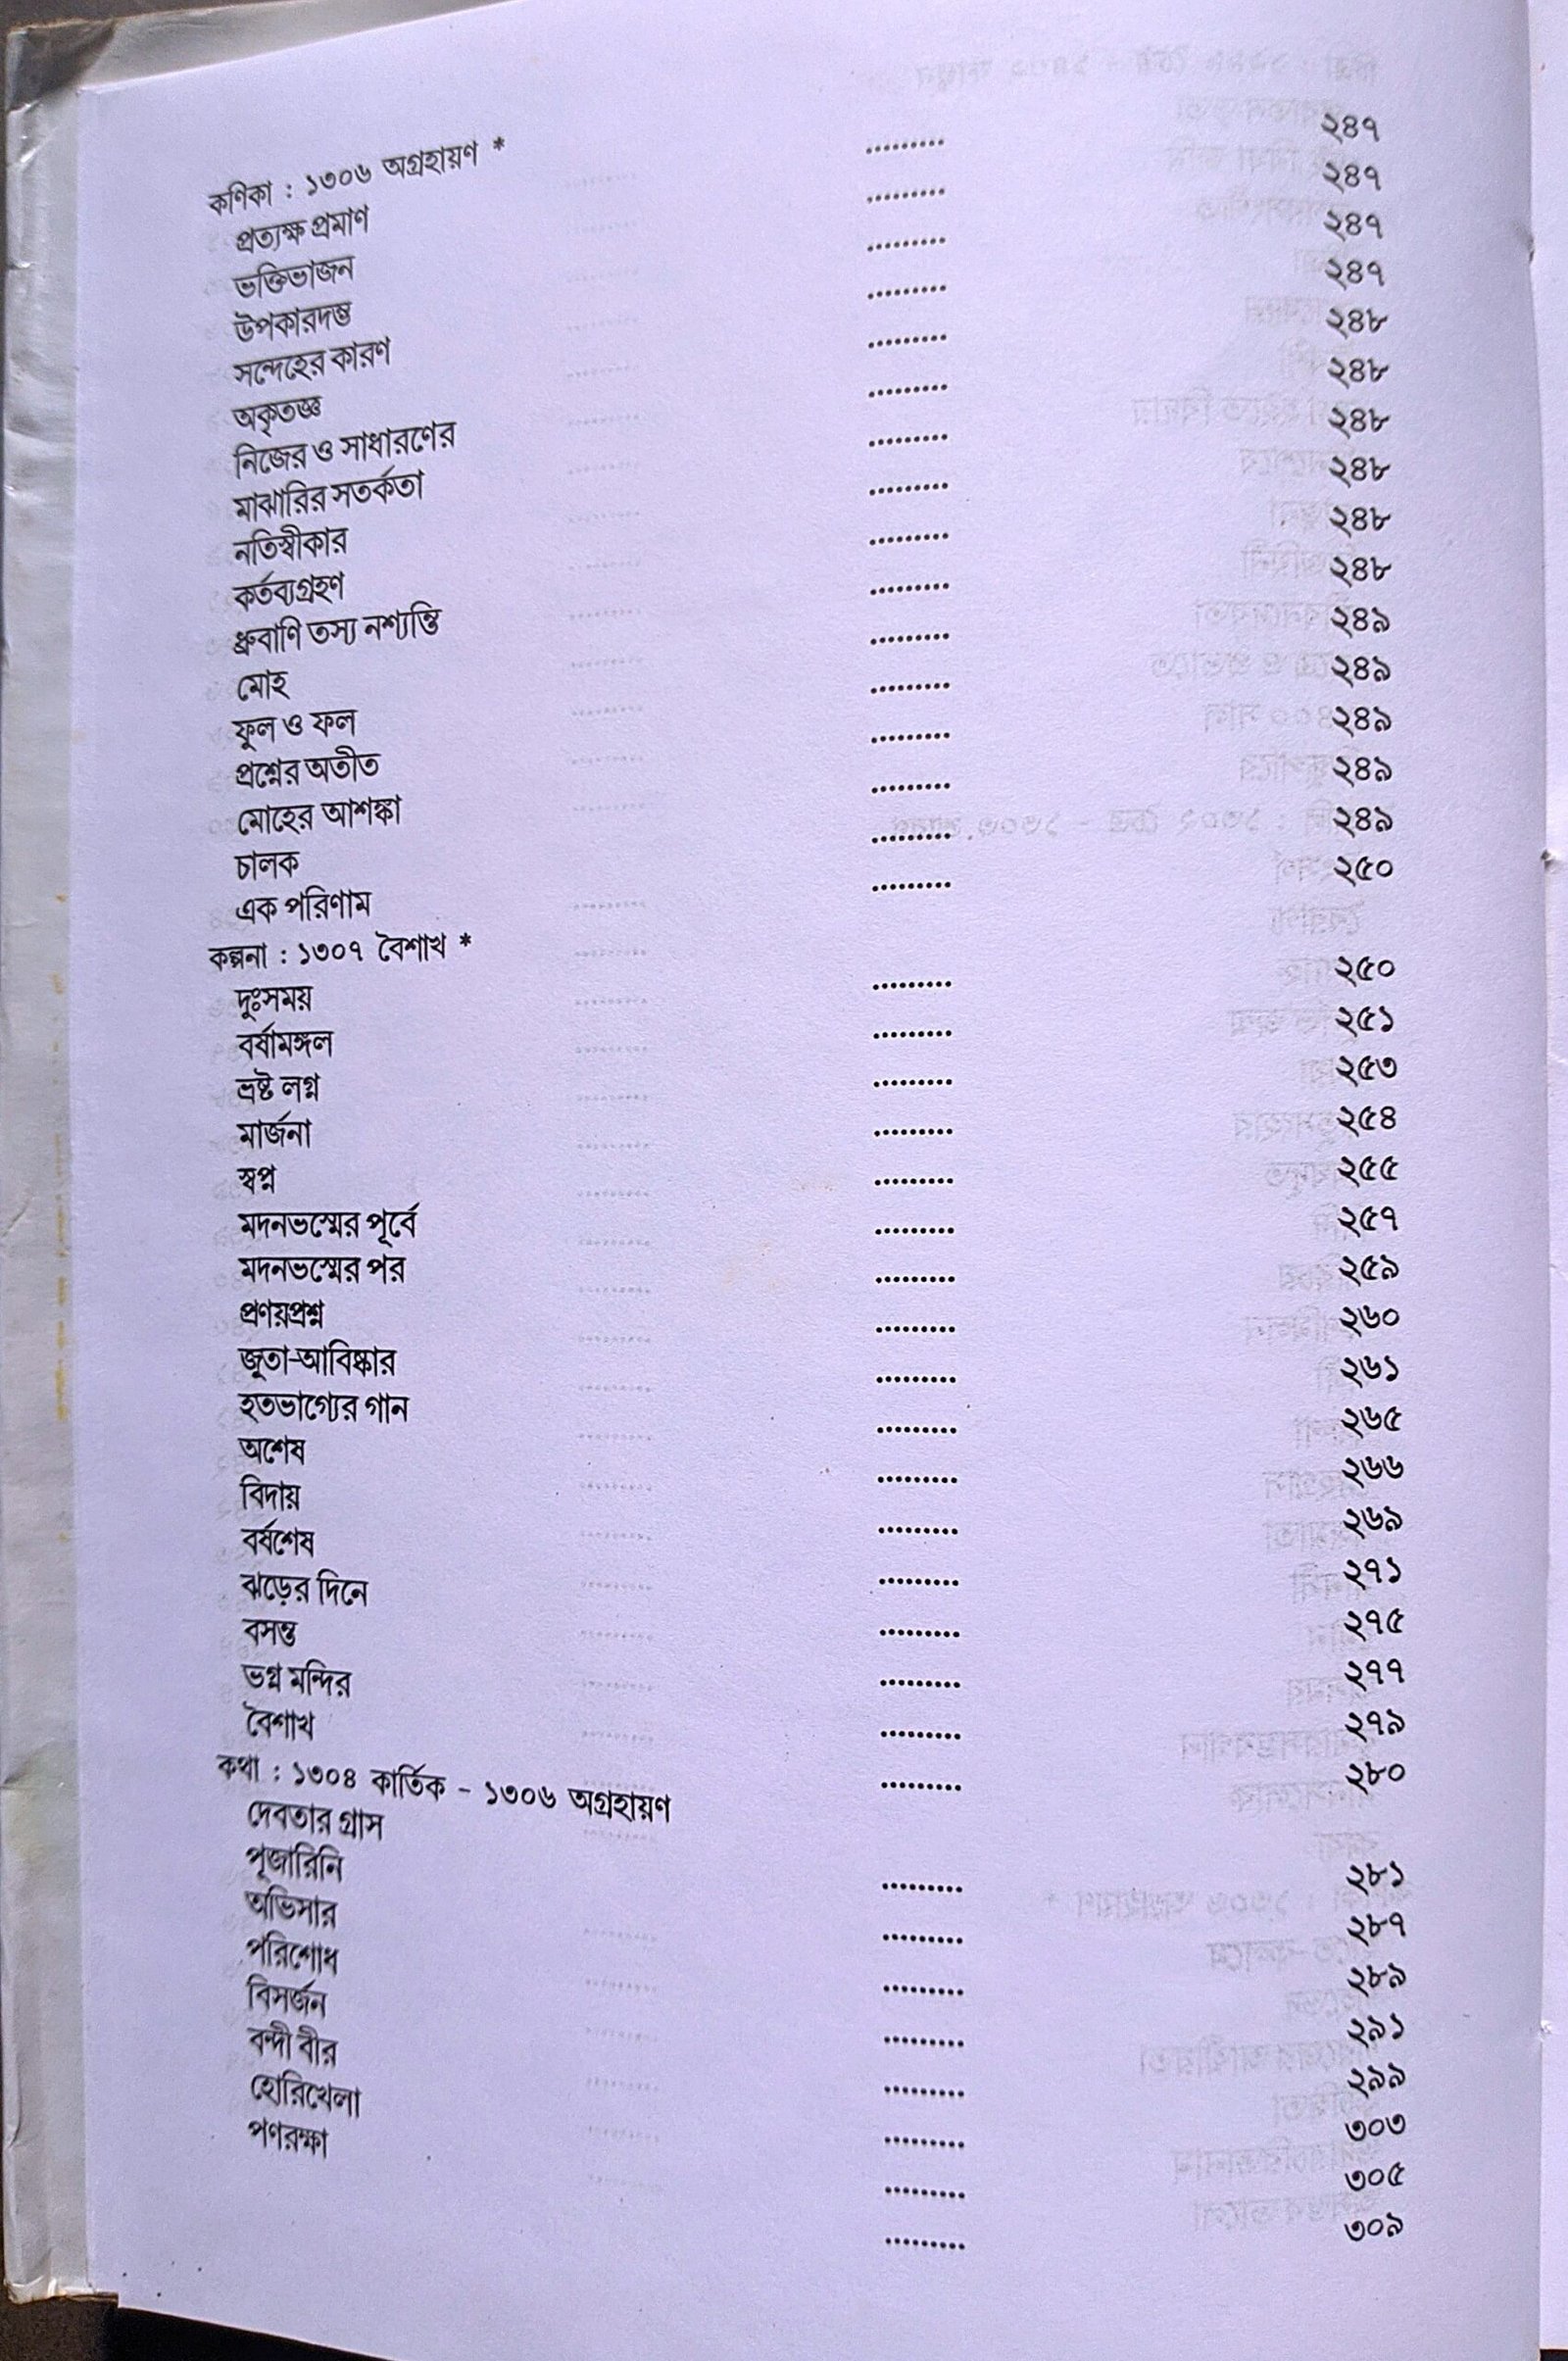 কণিকা : ১৩০৬ অগ্রহায়ণ *
প্রত্যক্ষ প্রমাণ ......... ২৪৭
ভক্তিভাজন ......... ২৪৭
উপকারদম্ভ ......... ২৪৭
সন্দেহের কারণ ......... ২৪৭
অকৃতজ্ঞ ......... ২৪৮
নিজের ও সাধারণের ......... ২৪৮
মাঝারির সতর্কতা ......... ২৪৮
নতিস্বীকার ......... ২৪৮
কর্তব্যগ্রহণ ......... ২৪৮
ধ্রুবাণি তস্য নশ্যন্তি ......... ২৪৮
মোহ ......... ২৪৯
ফুল ও ফল ......... ২৪৯
প্রশ্নের অতীত ......... ২৪৯
মোহের আশঙ্কা ......... ২৪৯
চালক ......... ২৪৯
এক পরিণাম ......... ২৫০
কল্পনা : ১৩০৭ বৈশাখ *
দুঃসময় ......... ২৫০
বর্ষামঙ্গল ......... ২৫১
ভ্রষ্ট লগ্ন ......... ২৫৩
মার্জনা ......... ২৫৪
স্বপ্ন ......... ২৫৫
মদনভস্মের পূর্বে ......... ২৫৭
মদনভস্মের পর ......... ২৫৯
প্রণয়প্রশ্ন ......... ২৬০
জুতা-আবিষ্কার ......... ২৬১
হতভাগ্যের গান ......... ২৬৫
অশেষ ......... ২৬৬
বিদায় ......... ২৬৯
বর্ষশেষ ......... ২৭১
ঝড়ের দিনে ......... ২৭৫
বসন্ত ......... ২৭৭
ভগ্ন মন্দির ......... ২৭৯
বৈশাখ ......... ২৮০
কথা : ১৩০৪ কার্তিক - ১৩০৬ অগ্রহায়ণ
দেবতার গ্রাস ......... ২৮১
পূজারিনি ......... ২৮৭
অভিসার ......... ২৮৯
পরিশোধ ......... ২৯১
বিসর্জন ......... ২৯৯
বন্দী বীর ......... ৩০৩
হোরিখেলা ......... ৩০৫
পণরক্ষা ......... ৩০৯